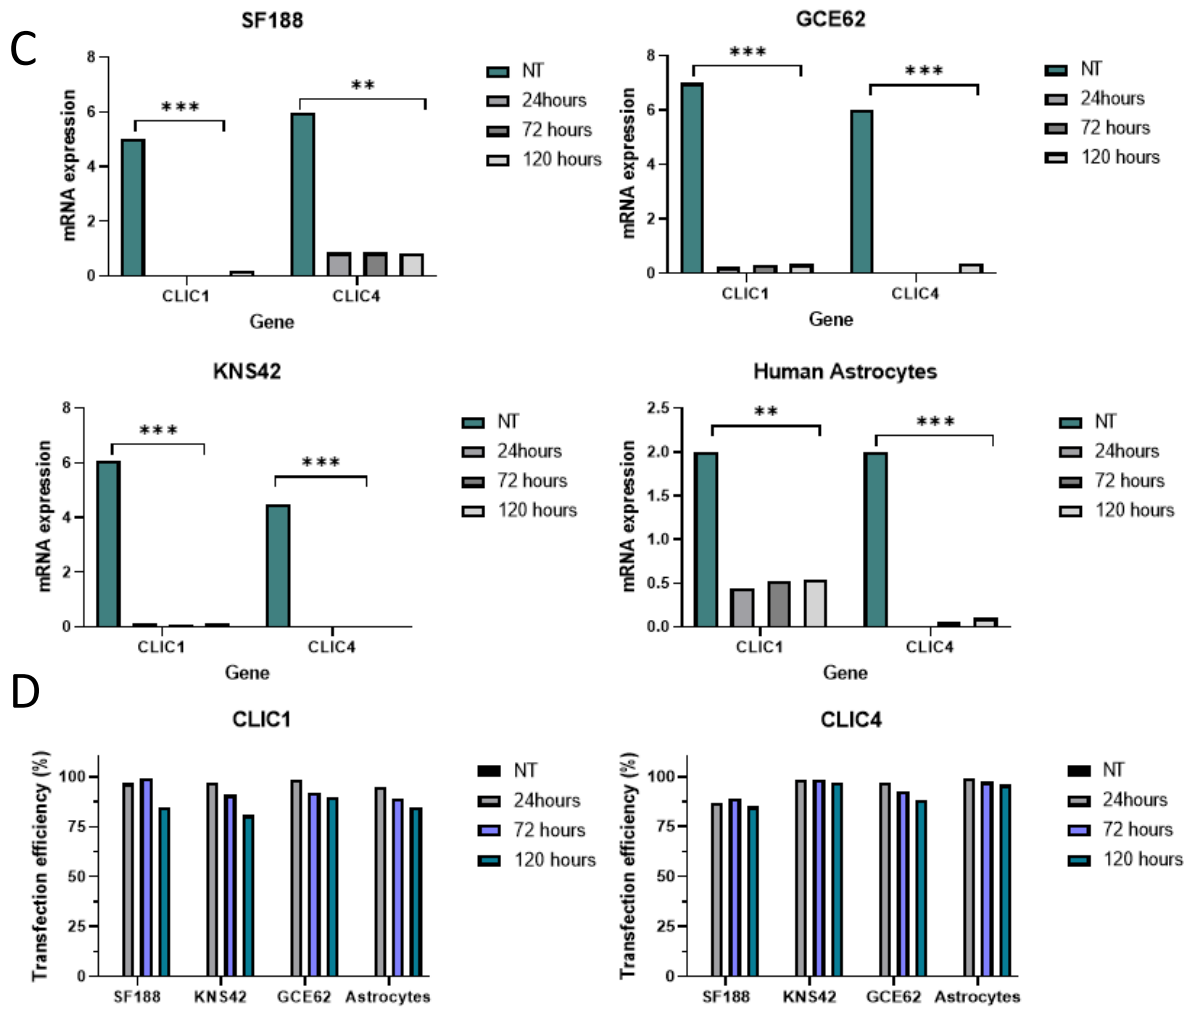 C
SF188
mRNA expression
8
6
4
2
0
***
**
CLIC1
CLIC4
Gene
NT
24hours
72 hours
120 hours
GCE62
mRNA expression
8
6
4
2
0
***
***
CLIC1
CLIC4
Gene
NT
24hours
72 hours
120 hours
KNS42
mRNA expression
8
6
4
2
0
***
***
CLIC1
CLIC4
Gene
NT
24hours
72 hours
120 hours
Human Astrocytes
mRNA expression
2.5
2.0
1.5
1.0
0.5
0.0
**
***
CLIC1
CLIC4
Gene
NT
24hours
72 hours
120 hours
D
CLIC1
Transfection efficiency (%)
100
75
50
25
0
SF188
KNS42
GCE62
Astrocytes
NT
24hours
72 hours
120 hours
CLIC4
Transfection efficiency (%)
100
75
50
25
0
SF188
KNS42
GCE62
Astrocytes
NT
24hours
72 hours
120 hours